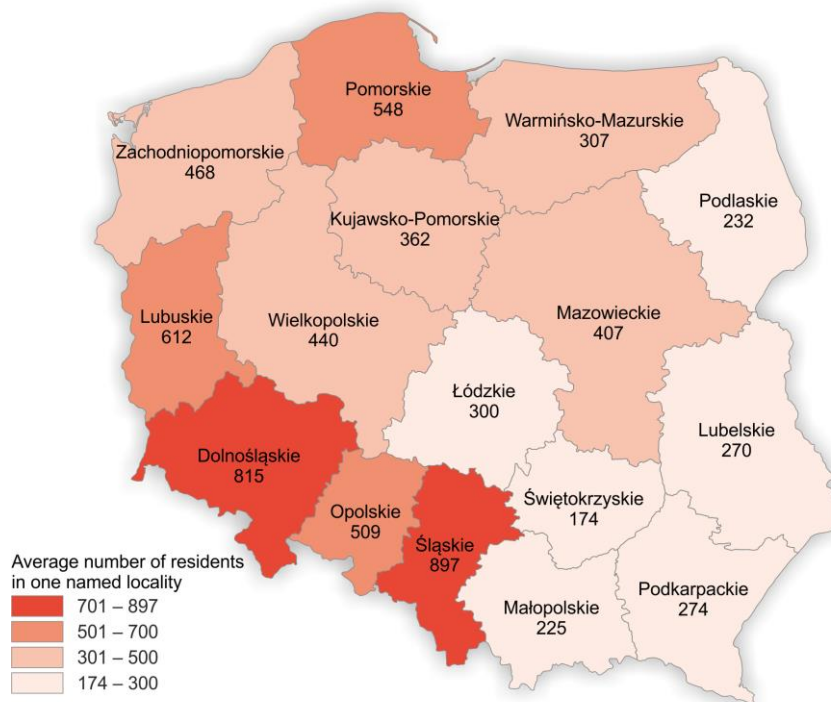 Pomorskie
548
Warmińsko-Mazurskie
307
Zachodniopomorskie
468
Podlaskie
232
Kujawsko-Pomorskie
362
Lubuskie
612
Wielkopolskie
440
Mazowieckie
407
Łódzkie
300
Lubelskie
270
Dolnośląskie
815
Opolskie
509
Śląskie
897
Świętokrzyskie
174
Małopolskie
225
Podkarpackie
274
Average number of residents
in one named locality
701 – 897
501 – 700
301 – 500
174 – 300